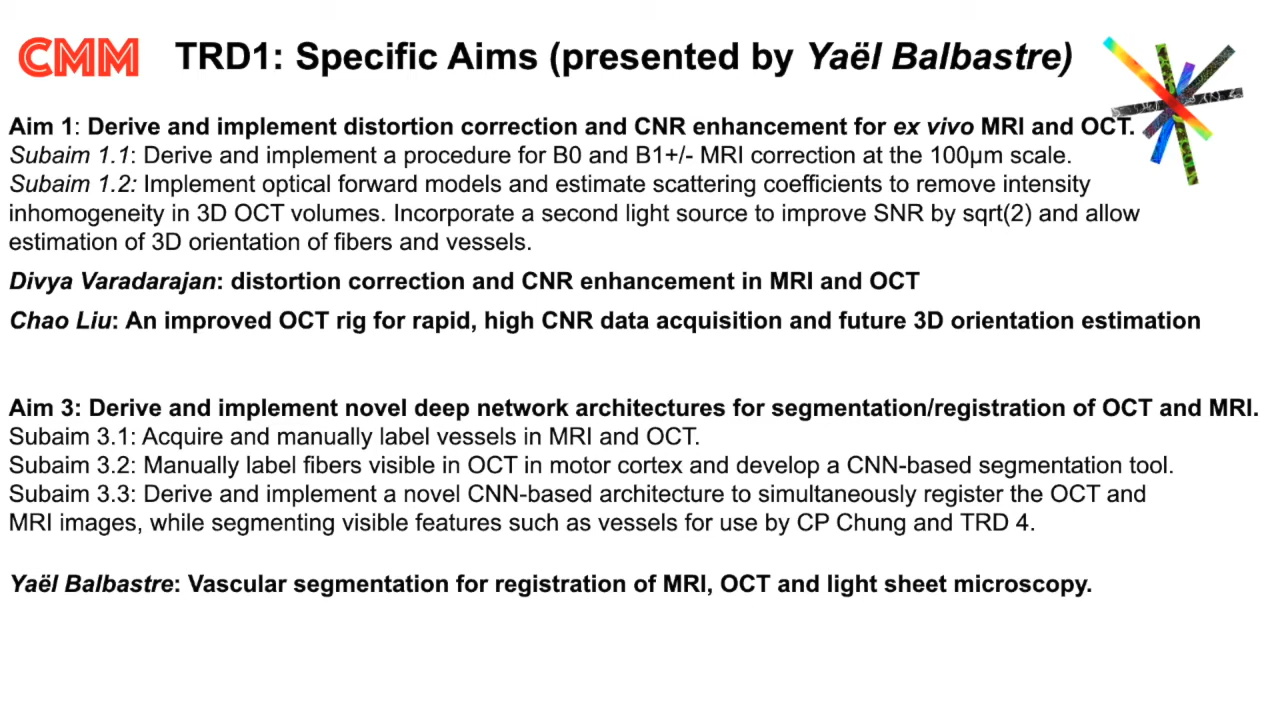 CMM
TRD1: Specific Aims (presented by Yaël Balbastre)
Aim 1: Derive and implement distortion correction and CNR enhancement for ex vivo MRI and OCT.
Subaim 1.1: Derive and implement a procedure for B0 and B1+/- MRI correction at the 100µm scale.
Subaim 1.2: Implement optical forward models and estimate scattering coefficients to remove intensity
inhomogeneity in 3D OCT volumes. Incorporate a second light source to improve SNR by sqrt(2) and allow
estimation of 3D orientation of fibers and vessels.
Divya Varadarajan: distortion correction and CNR enhancement in MRI and OCT
Chao Liu: An improved OCT rig for rapid, high CNR data acquisition and future 3D orientation estimation
Aim 3: Derive and implement novel deep network architectures for segmentation/registration of OCT and MRI.
Subaim 3.1: Acquire and manually label vessels in MRI and OCT.
Subaim 3.2: Manually label fibers visible in OCT in motor cortex and develop a CNN-based segmentation tool.
Subaim 3.3: Derive and implement a novel CNN-based architecture to simultaneously register the OCT and
MRI images, while segmenting visible features such as vessels for use by CP Chung and TRD 4.
Yaël Balbastre: Vascular segmentation for registration of MRI, OCT and light sheet microscopy.